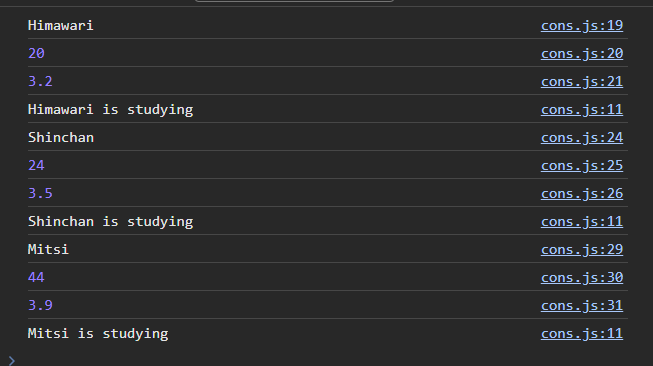 Himawari cons.js:19
20 cons.js:20
3.2 cons.js:21
Himawari is studying cons.js:11
Shinchan cons.js:24
24 cons.js:25
3.5 cons.js:26
Shinchan is studying cons.js:11
Mitsi cons.js:29
44 cons.js:30
3.9 cons.js:31
Mitsi is studying cons.js:11
>